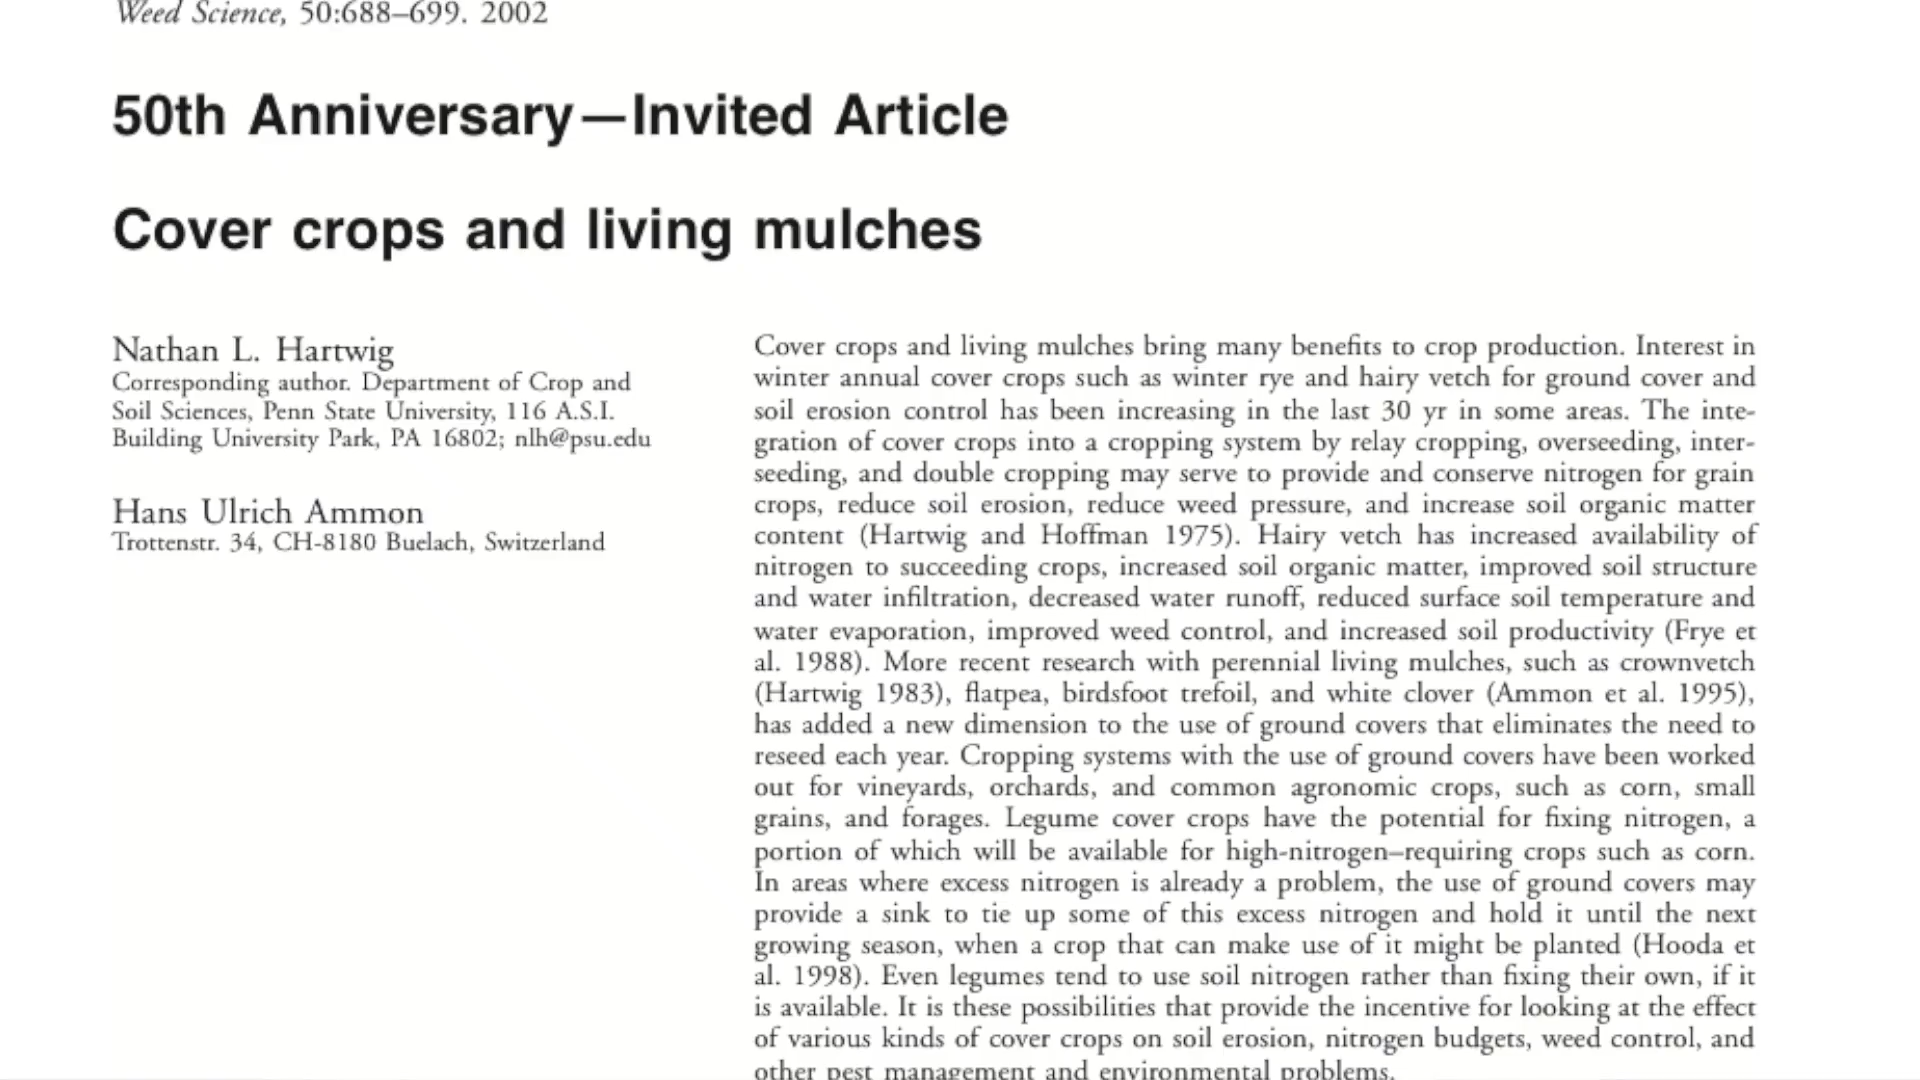 Weed Science, 50:688–699. 2002
50th Anniversary—Invited Article
Cover crops and living mulches
Nathan L. Hartwig
Corresponding author. Department of Crop and
Soil Sciences, Penn State University, 116 A.S.I.
Building University Park, PA 16802; nlh@psu.edu
Hans Ulrich Ammon
Trottenstr. 34, CH-8180 Buelach, Switzerland
Cover crops and living mulches bring many benefits to crop production. Interest in
winter annual cover crops such as winter rye and hairy vetch for ground cover and
soil erosion control has been increasing in the last 30 yr in some areas. The inte-
gration of cover crops into a cropping system by relay cropping, overseeding, inter-
seeding, and double cropping may serve to provide and conserve nitrogen for grain
crops, reduce soil erosion, reduce weed pressure, and increase soil organic matter
content (Hartwig and Hoffman 1975). Hairy vetch has increased availability of
nitrogen to succeeding crops, increased soil organic matter, improved soil structure
and water infiltration, decreased water runoff, reduced surface soil temperature and
water evaporation, improved weed control, and increased soil productivity (Frye et
al. 1988). More recent research with perennial living mulches, such as crownvetch
(Hartwig 1983), flatpea, birdsfoot trefoil, and white clover (Ammon et al. 1995),
has added a new dimension to the use of ground covers that eliminates the need to
reseed each year. Cropping systems with the use of ground covers have been worked
out for vineyards, orchards, and common agronomic crops, such as corn, small
grains, and forages. Legume cover crops have the potential for fixing nitrogen, a
portion of which will be available for high-nitrogen–requiring crops such as corn.
In areas where excess nitrogen is already a problem, the use of ground covers may
provide a sink to tie up some of this excess nitrogen and hold it until the next
growing season, when a crop that can make use of it might be planted (Hooda et
al. 1998). Even legumes tend to use soil nitrogen rather than fixing their own, if it
is available. It is these possibilities that provide the incentive for looking at the effect
of various kinds of cover crops on soil erosion, nitrogen budgets, weed control, and
other pest management and environmental problems.